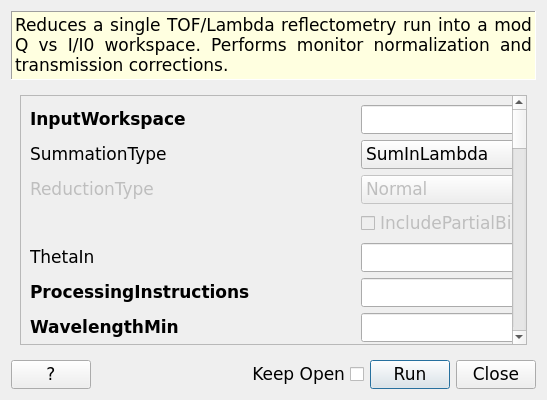 Reduces a single TOF/Lambda reflectometry run into a mod
Q vs I/I0 workspace. Performs monitor normalization and
transmission corrections.
InputWorkspace
SummationType SumInLambda
ReductionType Normal
IncludePartialBi
ThetaIn
ProcessingInstructions
WavelengthMin
? Keep Open Run Close